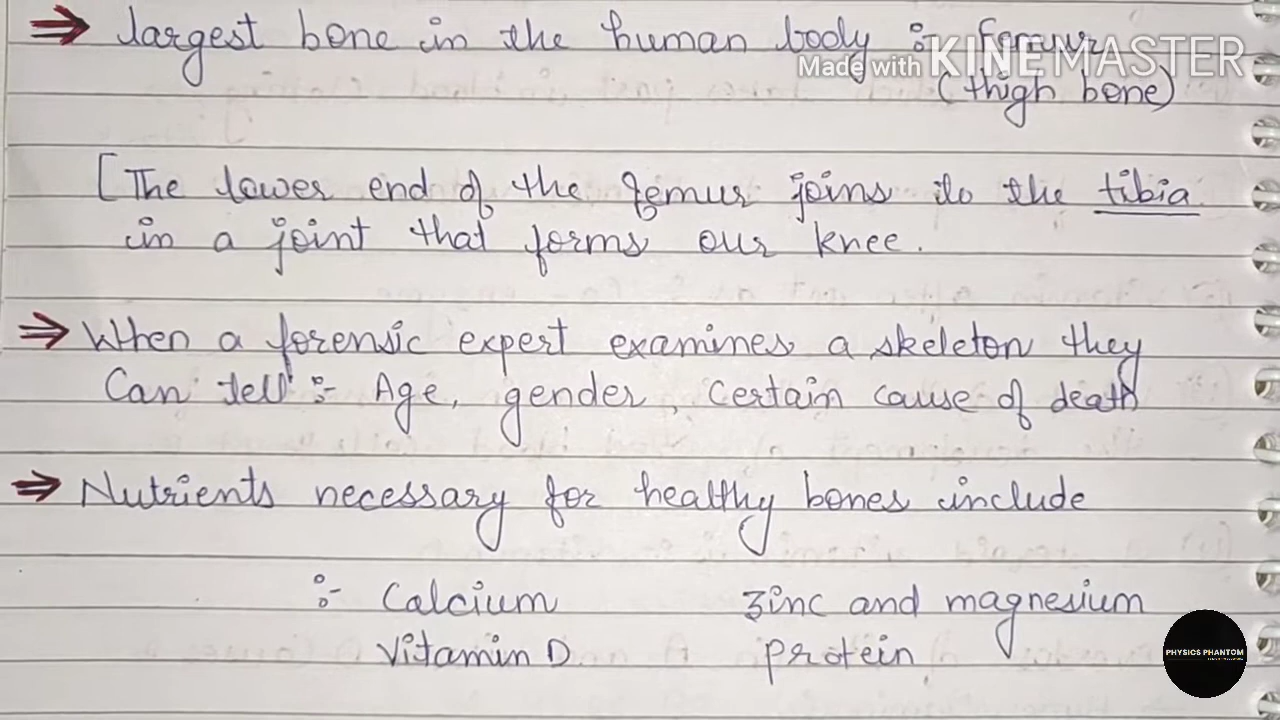 ⇒ largest bone in the human body :- femur
Made with KINEMASTER
(thigh bone)
[The lower end of the femur joins to the tibia
in a joint that forms our knee.
⇒ When a forensic expert examines a skeleton they
Can tell :- Age, gender, Certain cause of death
⇒ Nutrients necessary for healthy bones include
:- Calcium zinc and magnesium
Vitamin D protein
PHYSICS PHANTOM